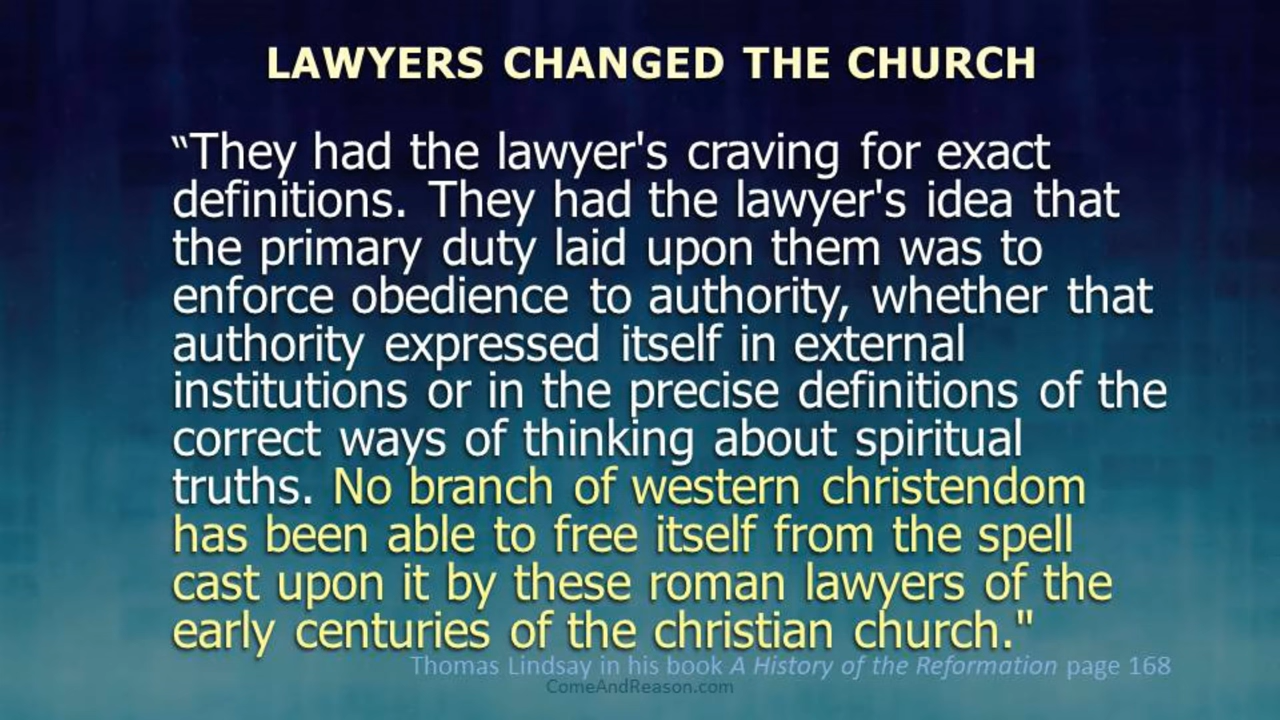 LAWYERS CHANGED THE CHURCH
“They had the lawyer's craving for exact
definitions. They had the lawyer's idea that
the primary duty laid upon them was to
enforce obedience to authority, whether that
authority expressed itself in external
institutions or in the precise definitions of the
correct ways of thinking about spiritual
truths. No branch of western christendom
has been able to free itself from the spell
cast upon it by these roman lawyers of the
early centuries of the christian church."
Thomas Lindsay in his book A History of the Reformation page 168
ComeAndReason.com